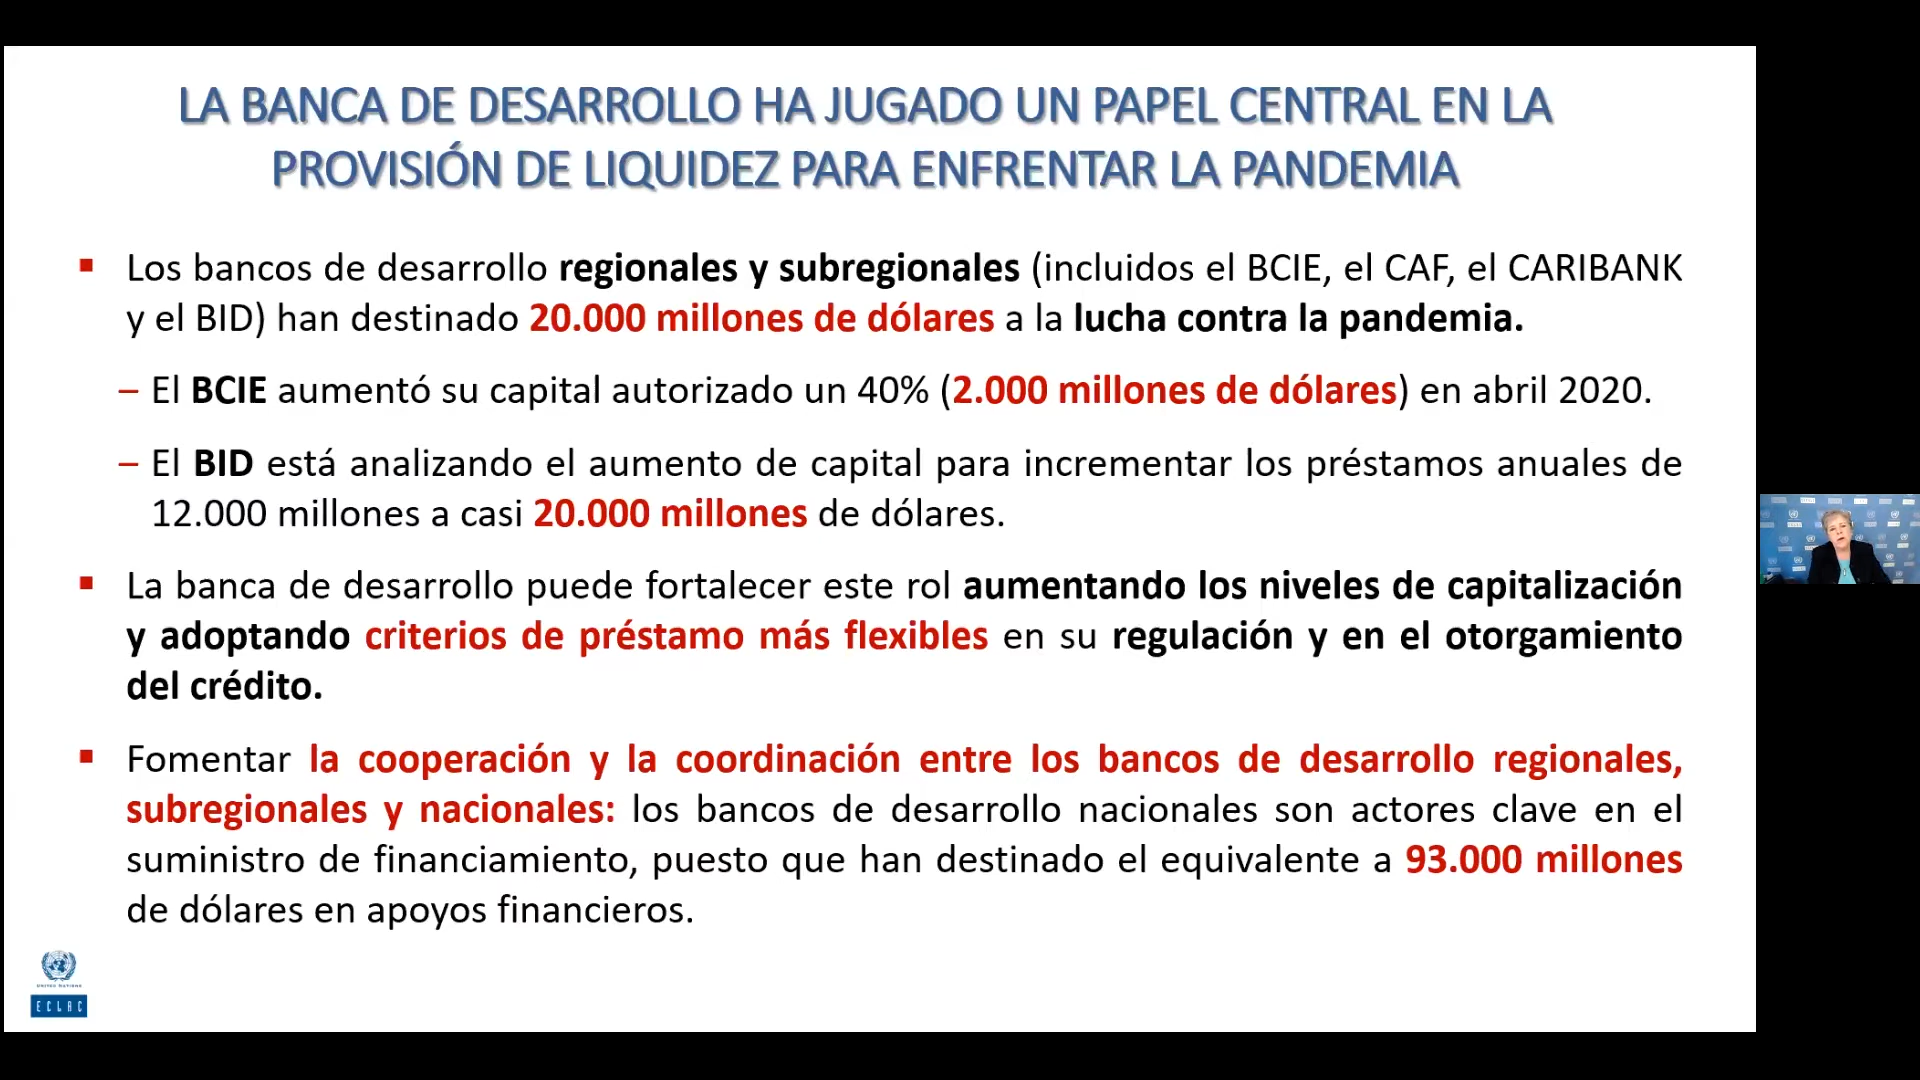 LA BANCA DE DESARROLLO HA JUGADO UN PAPEL CENTRAL EN LA
PROVISIÓN DE LIQUIDEZ PARA ENFRENTAR LA PANDEMIA
▪ Los bancos de desarrollo regionales y subregionales (incluidos el BCIE, el CAF, el CARIBANK
y el BID) han destinado 20.000 millones de dólares a la lucha contra la pandemia.
– El BCIE aumentó su capital autorizado un 40% (2.000 millones de dólares) en abril 2020.
– El BID está analizando el aumento de capital para incrementar los préstamos anuales de
12.000 millones a casi 20.000 millones de dólares.
▪ La banca de desarrollo puede fortalecer este rol aumentando los niveles de capitalización
y adoptando criterios de préstamo más flexibles en su regulación y en el otorgamiento
del crédito.
▪ Fomentar la cooperación y la coordinación entre los bancos de desarrollo regionales,
subregionales y nacionales: los bancos de desarrollo nacionales son actores clave en el
suministro de financiamiento, puesto que han destinado el equivalente a 93.000 millones
de dólares en apoyos financieros.
United Nations
ECLAC